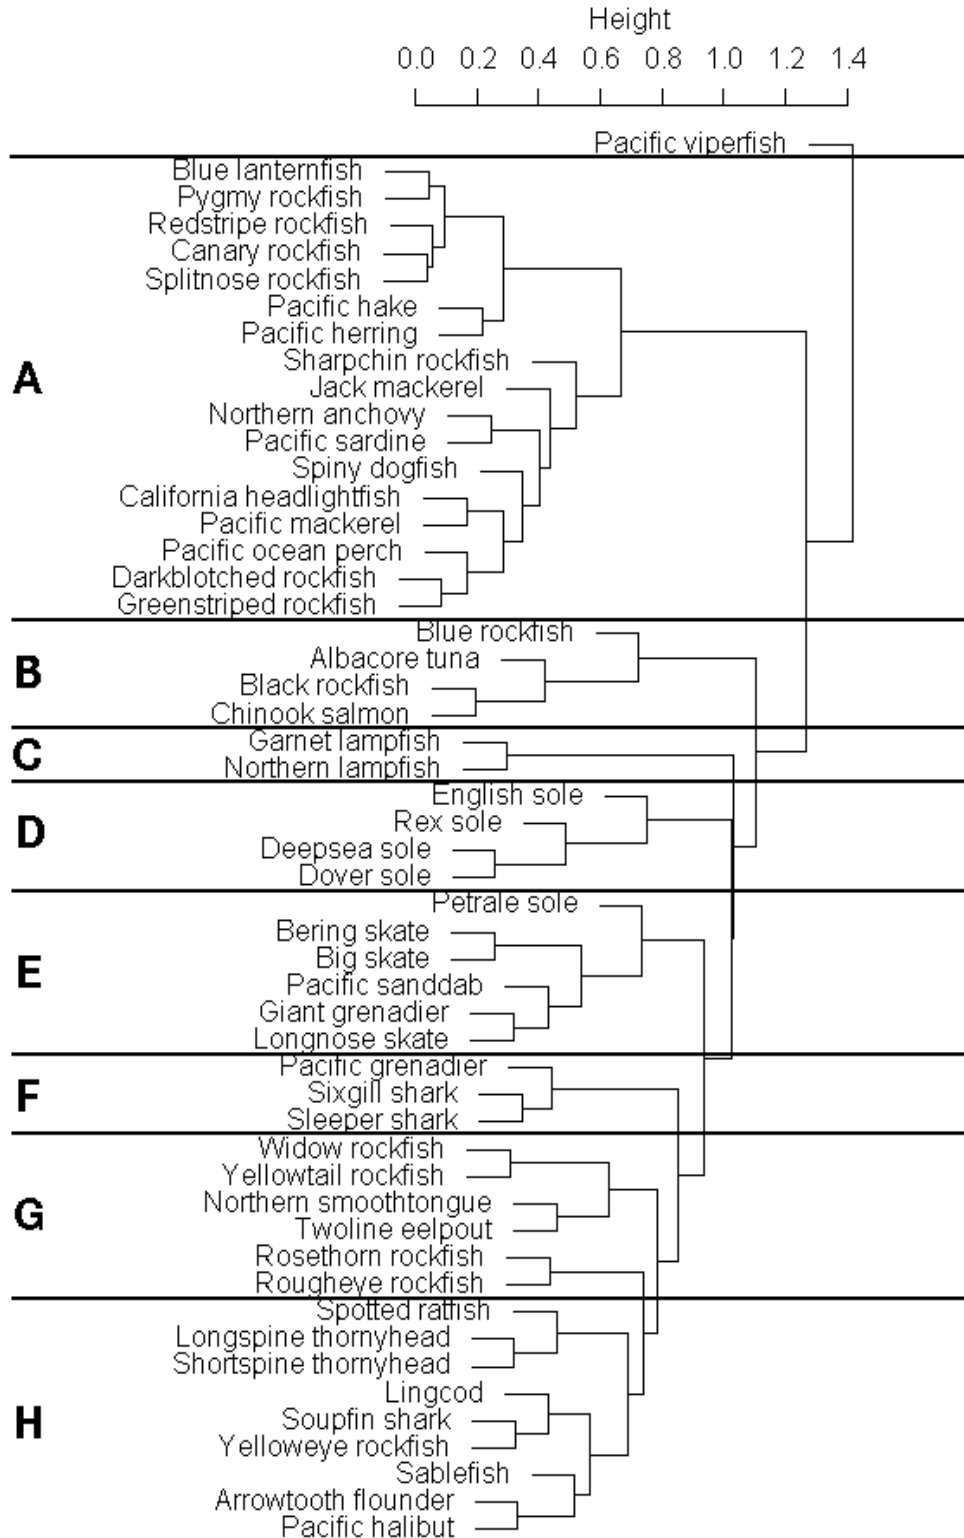 Height
0.0 0.2 0.4 0.6 0.8 1.0 1.2 1.4
Pacific viperfish
Blue lanternfish
Pygmy rockfish
Redstripe rockfish
Canary rockfish
Splitnose rockfish
Pacific hake
Pacific herring
Sharpchin rockfish
A
Jack mackerel
Northern anchovy
Pacific sardine
Spiny dogfish
California headlightfish
Pacific mackerel
Pacific ocean perch
Darkblotched rockfish
Greenstriped rockfish
Blue rockfish
Albacore tuna
B
Black rockfish
Chinook salmon
Garnet lampfish
C
Northern lampfish
English sole
Rex sole
D
Deepsea sole
Dover sole
Petrale sole
Bering skate
Big skate
E
Pacific sanddab
Giant grenadier
Longnose skate
Pacific grenadier
Sixgill shark
F
Sleeper shark
Widow rockfish
Yellowtail rockfish
Northern smoothtongue
G
Twoline eelpout
Rosethorn rockfish
Rougheye rockfish
Spotted ratfish
Longspine thornyhead
Shortspine thornyhead
Lingcod
Soupfin shark
H
Yelloweye rockfish
Sablefish
Arrowtooth flounder
Pacific halibut